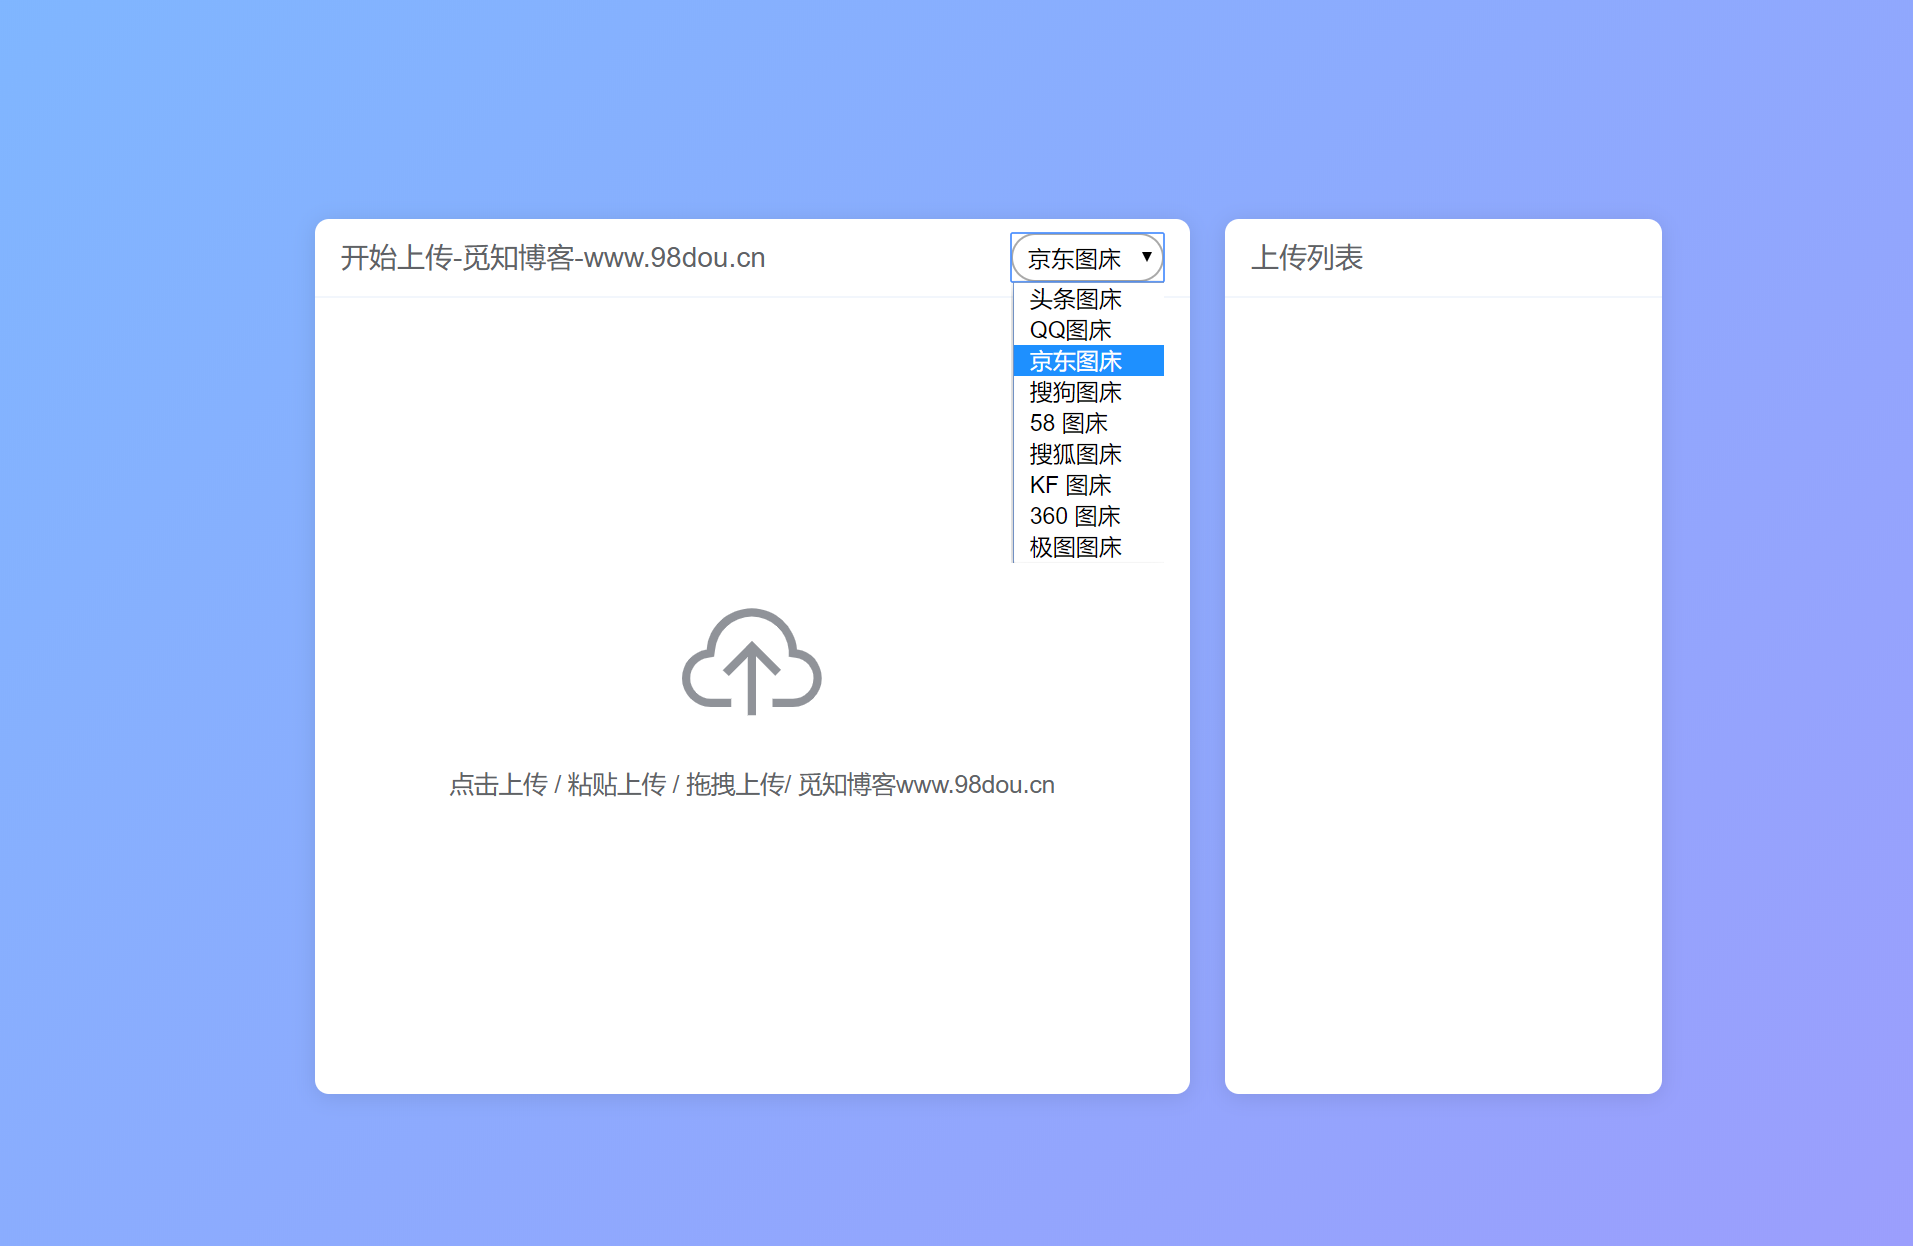 开始上传-觅知博客-www.98dou.cn
京东图床
上传列表
头条图床
QQ图床
京东图床
搜狗图床
58 图床
搜狐图床
KF 图床
360 图床
极图图床
点击上传 / 粘贴上传 / 拖拽上传/ 觅知博客www.98dou.cn